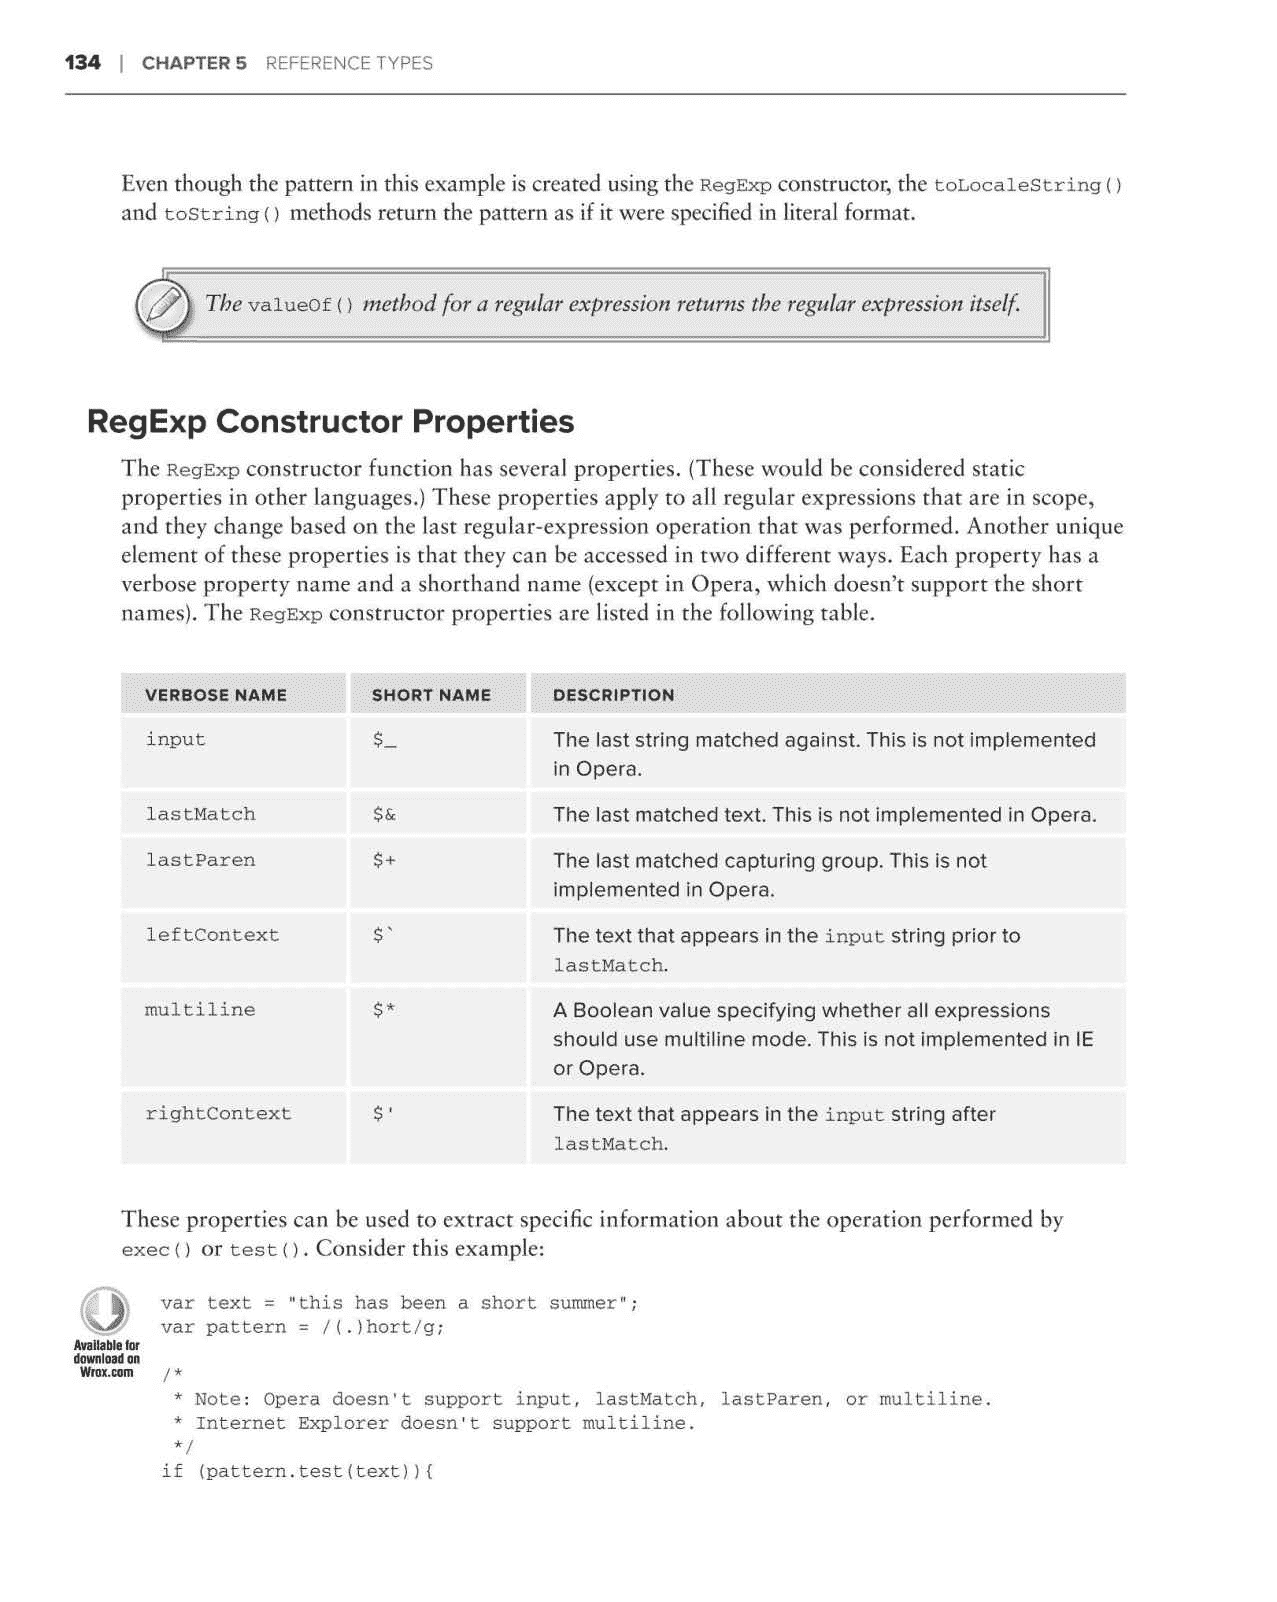 134 | CHAPTER 5 REFERENCE TYPES
Even though the pattern in this example is created using the RegExp constructor, the toLocaleString()
and toString() methods return the pattern as if it were specified in literal format.
The valueOf() method for a regular expression returns the regular expression itself.
RegExp Constructor Properties
The RegExp constructor function has several properties. (These would be considered static
properties in other languages.) These properties apply to all regular expressions that are in scope,
and they change based on the last regular-expression operation that was performed. Another unique
element of these properties is that they can be accessed in two different ways. Each property has a
verbose property name and a shorthand name (except in Opera, which doesn't support the short
names). The RegExp constructor properties are listed in the following table.
VERBOSE NAME SHORT NAME DESCRIPTION
input $_ The last string matched against. This is not implemented
in Opera.
lastMatch $& The last matched text. This is not implemented in Opera.
lastParen $+ The last matched capturing group. This is not
implemented in Opera.
leftContext $` The text that appears in the input string prior to
lastMatch.
multiline $* A Boolean value specifying whether all expressions
should use multiline mode. This is not implemented in IE
or Opera.
rightContext $' The text that appears in the input string after
lastMatch.
These properties can be used to extract specific information about the operation performed by
exec() or test(). Consider this example:
var text = "this has been a short summer";
var pattern = /(.)hort/g;
Available for
download on
Wrox.com
/*
* Note: Opera doesn't support input, lastMatch, lastParen, or multiline.
* Internet Explorer doesn't support multiline.
*/
if (pattern.test(text)){